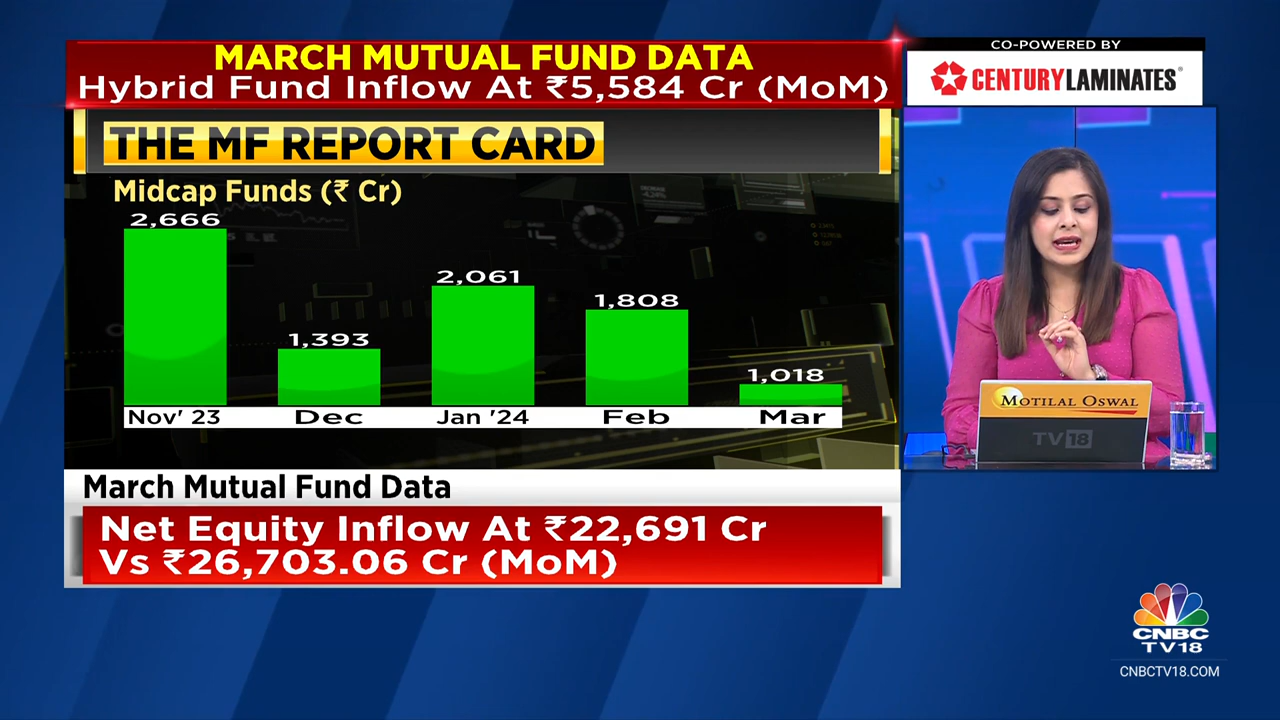 MARCH MUTUAL FUND DATA
Hybrid Fund Inflow At ₹5,584 Cr (MoM)
CO-POWERED BY
CENTURYLAMINATES®
THE MF REPORT CARD
Midcap Funds (₹ Cr)
2,666
1,393
2,061
1,808
1,018
Nov' 23
Dec
Jan '24
Feb
Mar
MOTILAL OSWAL
TV18
March Mutual Fund Data
Net Equity Inflow At ₹22,691 Cr
Vs ₹26,703.06 Cr (MoM)
CNBC
TV18
CNBCTV18.COM